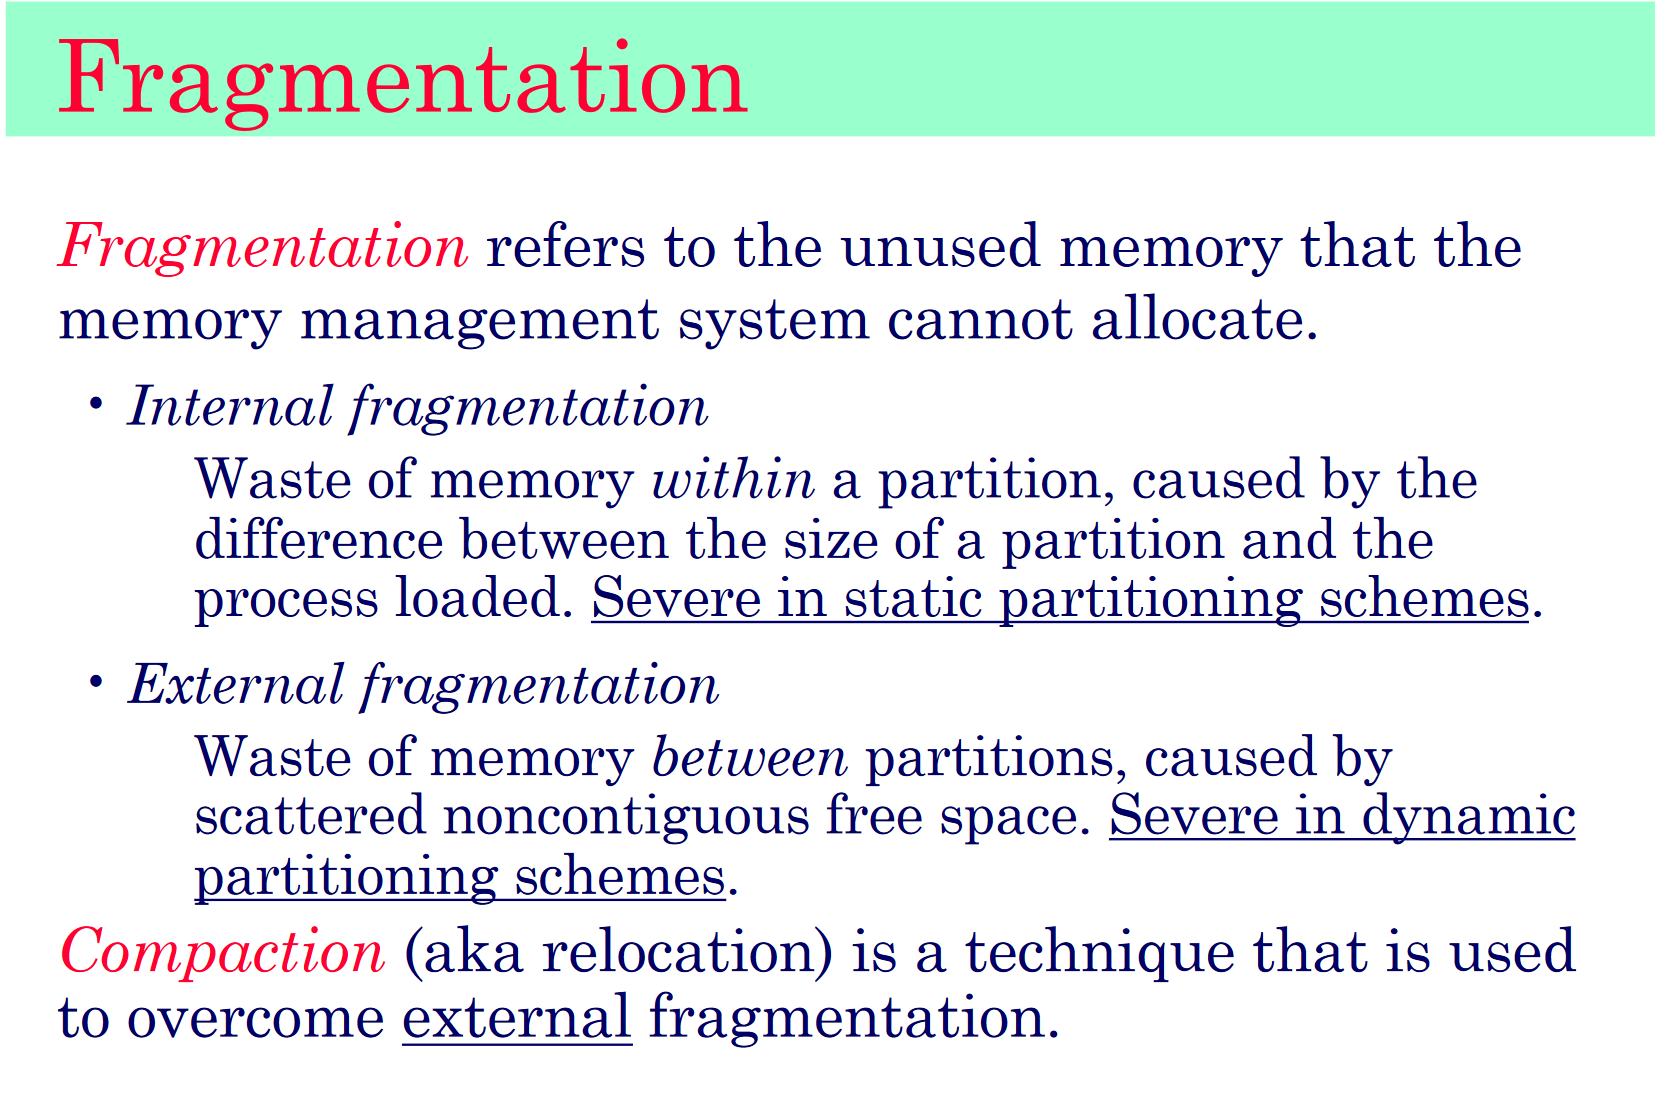 Fragmentation
Fragmentation refers to the unused memory that the
memory management system cannot allocate.
• Internal fragmentation
Waste of memory within a partition, caused by the
difference between the size of a partition and the
process loaded. Severe in static partitioning schemes.
• External fragmentation
Waste of memory between partitions, caused by
scattered noncontiguous free space. Severe in dynamic
partitioning schemes.
Compaction (aka relocation) is a technique that is used
to overcome external fragmentation.